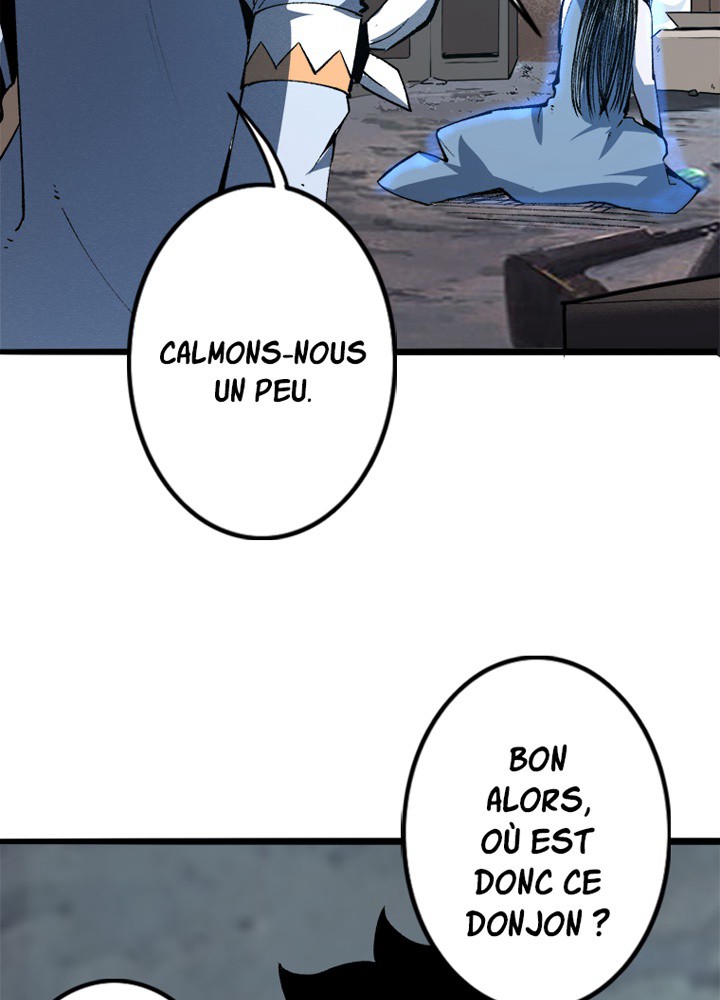 CALMONS-NOUS
UN PEU.
BON
ALORS,
OÙ EST
DONC CE
DONJON ?